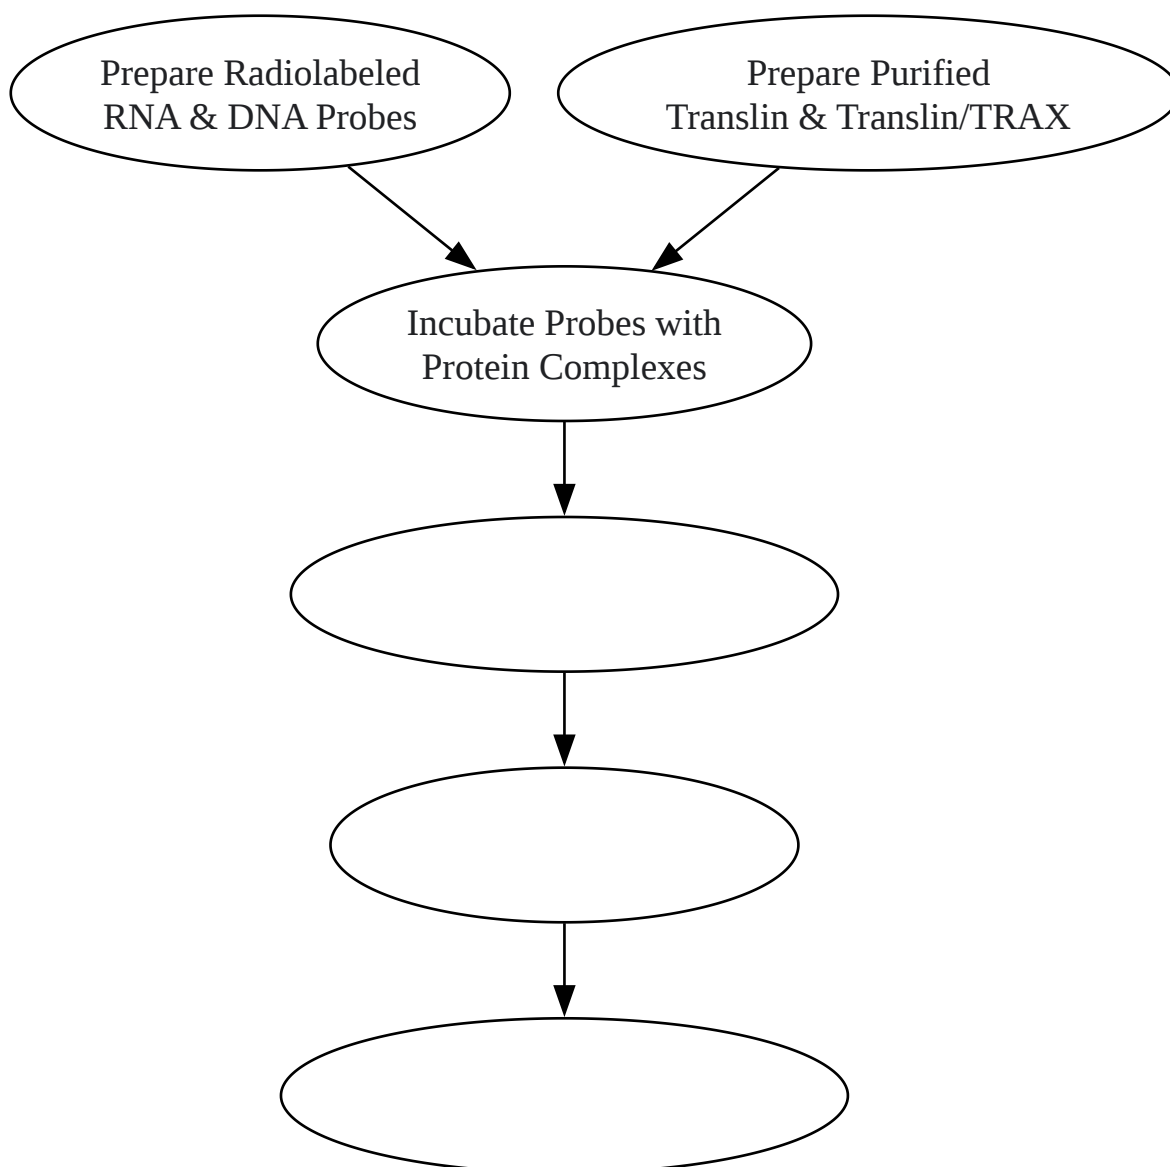 Prepare Radiolabeled
RNA & DNA Probes
Prepare Purified
Translin & Translin/TRAX
Incubate Probes with
Protein Complexes